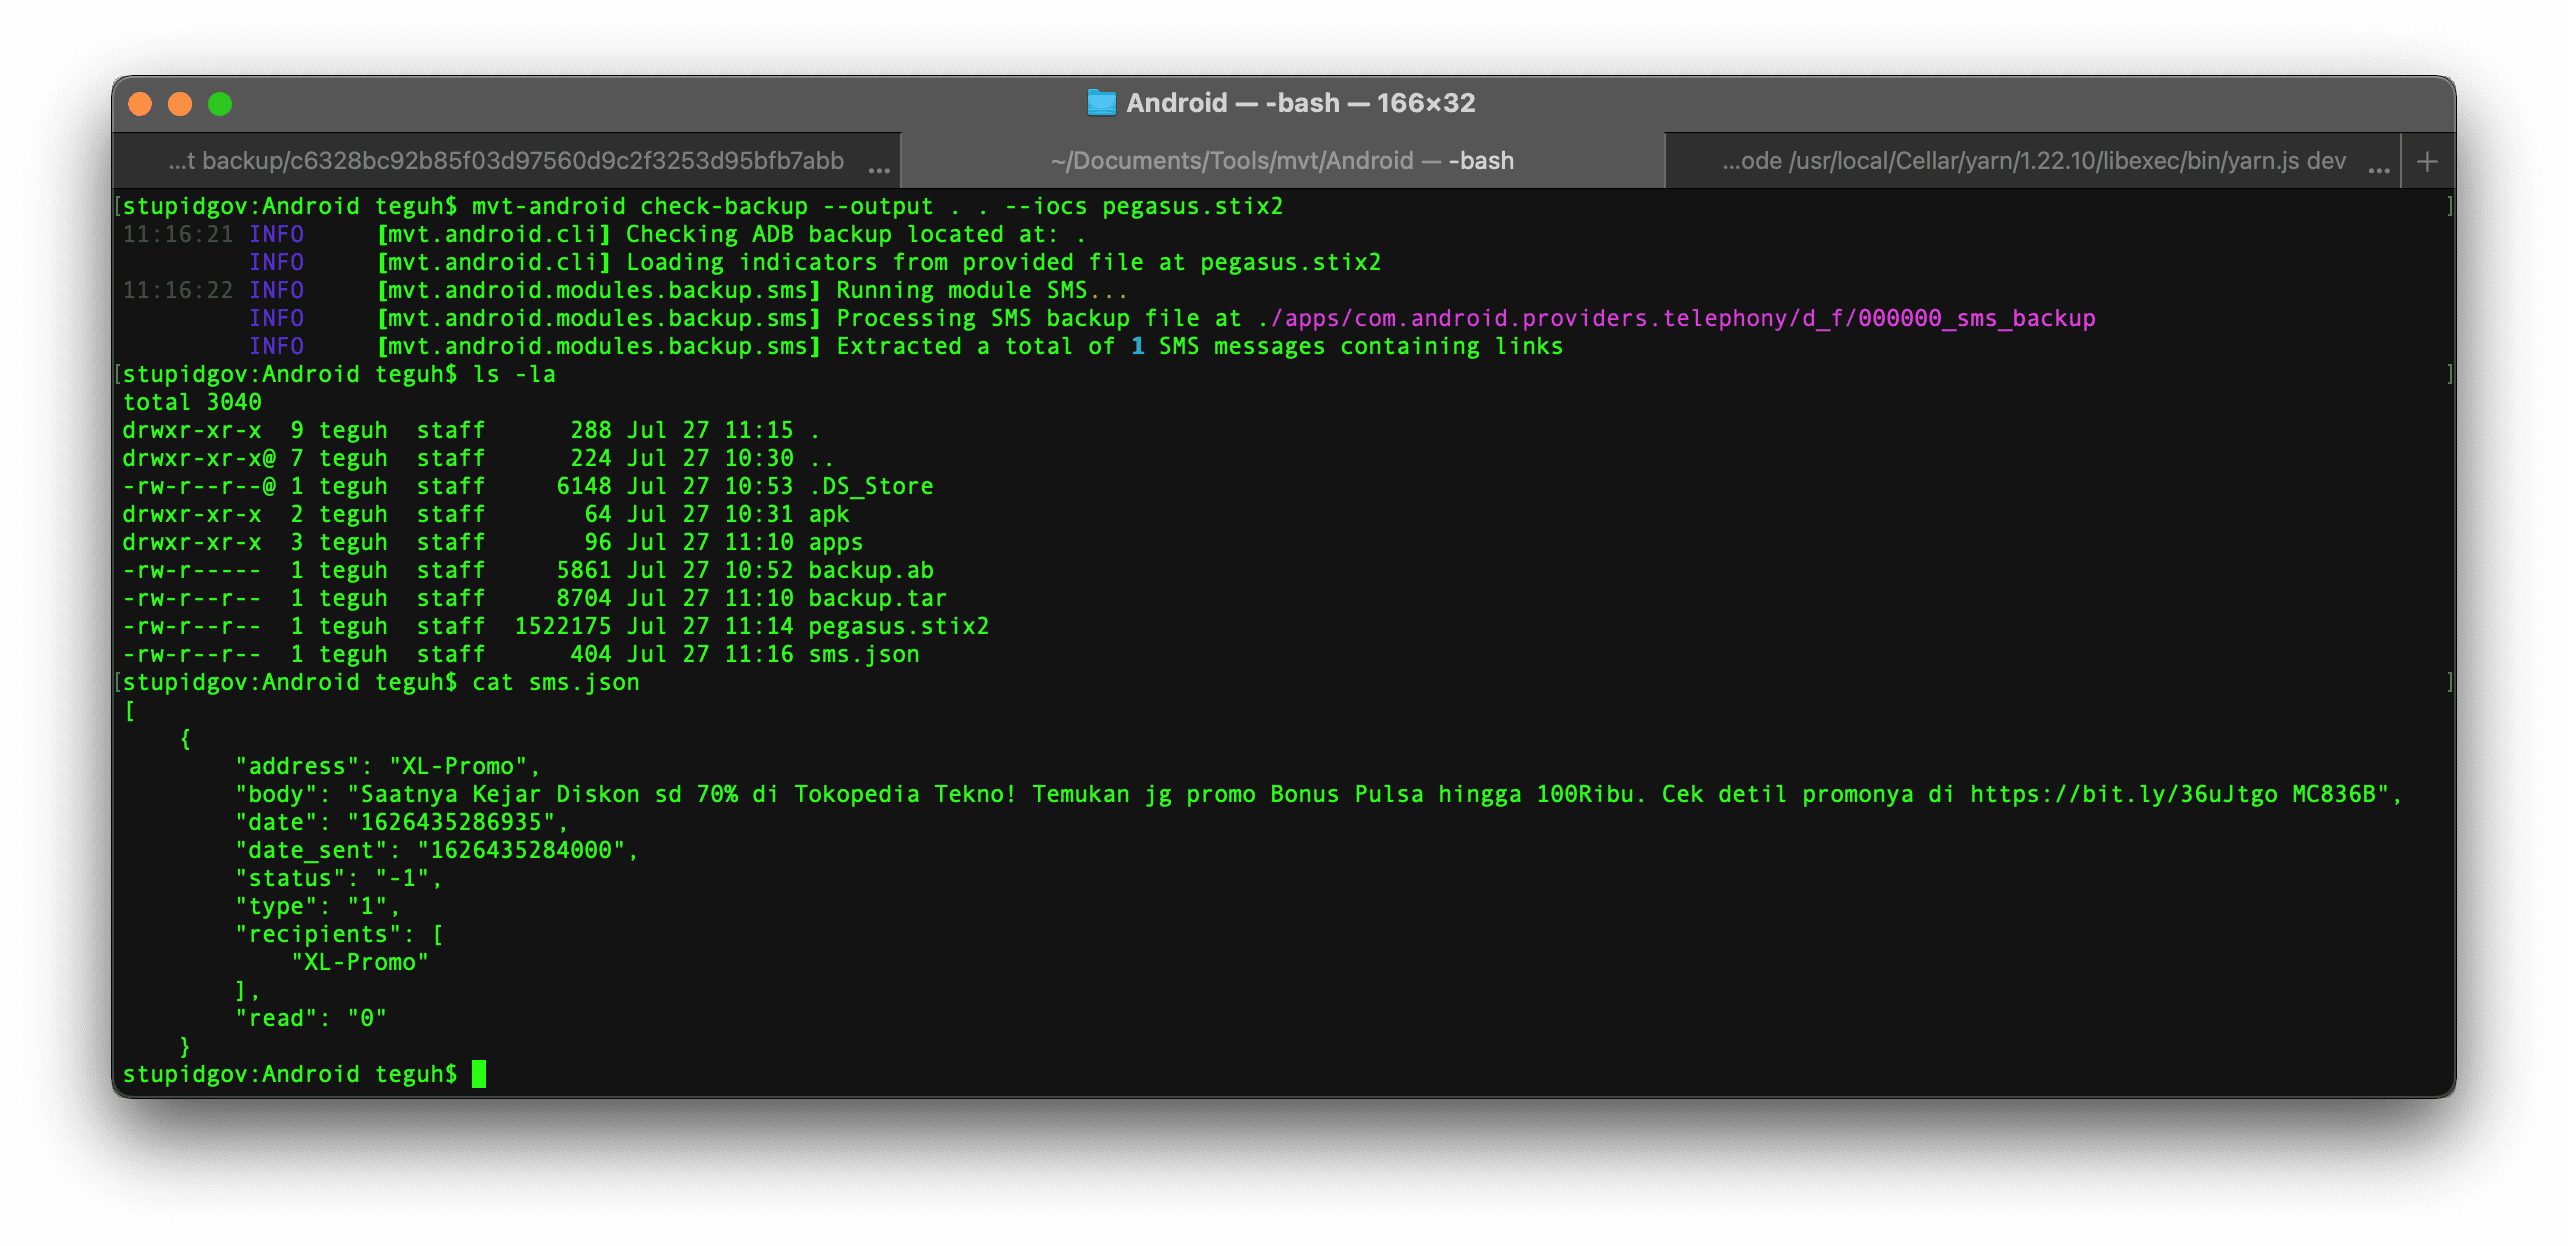 Android — -bash — 166×32
...t backup/c6328bc92b85f03d97560d9c2f3253d95bfb7abb ...
~/Documents/Tools/mvt/Android — -bash
...ode /usr/local/Cellar/yarn/1.22.10/libexec/bin/yarn.js dev ...
+
[stupidgov:Android teguh$ mvt-android check-backup --output . . --iocs pegasus.stix2 ]
11:16:21 INFO     [mvt.android.cli] Checking ADB backup located at: .
         INFO     [mvt.android.cli] Loading indicators from provided file at pegasus.stix2
11:16:22 INFO     [mvt.android.modules.backup.sms] Running module SMS...
         INFO     [mvt.android.modules.backup.sms] Processing SMS backup file at ./apps/com.android.providers.telephony/d_f/000000_sms_backup
         INFO     [mvt.android.modules.backup.sms] Extracted a total of 1 SMS messages containing links
[stupidgov:Android teguh$ ls -la ]
total 3040
drwxr-xr-x  9 teguh  staff      288 Jul 27 11:15 .
drwxr-xr-x@ 7 teguh  staff      224 Jul 27 10:30 ..
-rw-r--r--@ 1 teguh  staff     6148 Jul 27 10:53 .DS_Store
drwxr-xr-x  2 teguh  staff       64 Jul 27 10:31 apk
drwxr-xr-x  3 teguh  staff       96 Jul 27 11:10 apps
-rw-r-----  1 teguh  staff     5861 Jul 27 10:52 backup.ab
-rw-r--r--  1 teguh  staff     8704 Jul 27 11:10 backup.tar
-rw-r--r--  1 teguh  staff  1522175 Jul 27 11:14 pegasus.stix2
-rw-r--r--  1 teguh  staff      404 Jul 27 11:16 sms.json
[stupidgov:Android teguh$ cat sms.json ]
[
    {
        "address": "XL-Promo",
        "body": "Saatnya Kejar Diskon sd 70% di Tokopedia Tekno! Temukan jg promo Bonus Pulsa hingga 100Ribu. Cek detil promonya di https://bit.ly/36uJtgo MC836B",
        "date": "1626435286935",
        "date_sent": "1626435284000",
        "status": "-1",
        "type": "1",
        "recipients": [
            "XL-Promo"
        ],
        "read": "0"
    }
stupidgov:Android teguh$